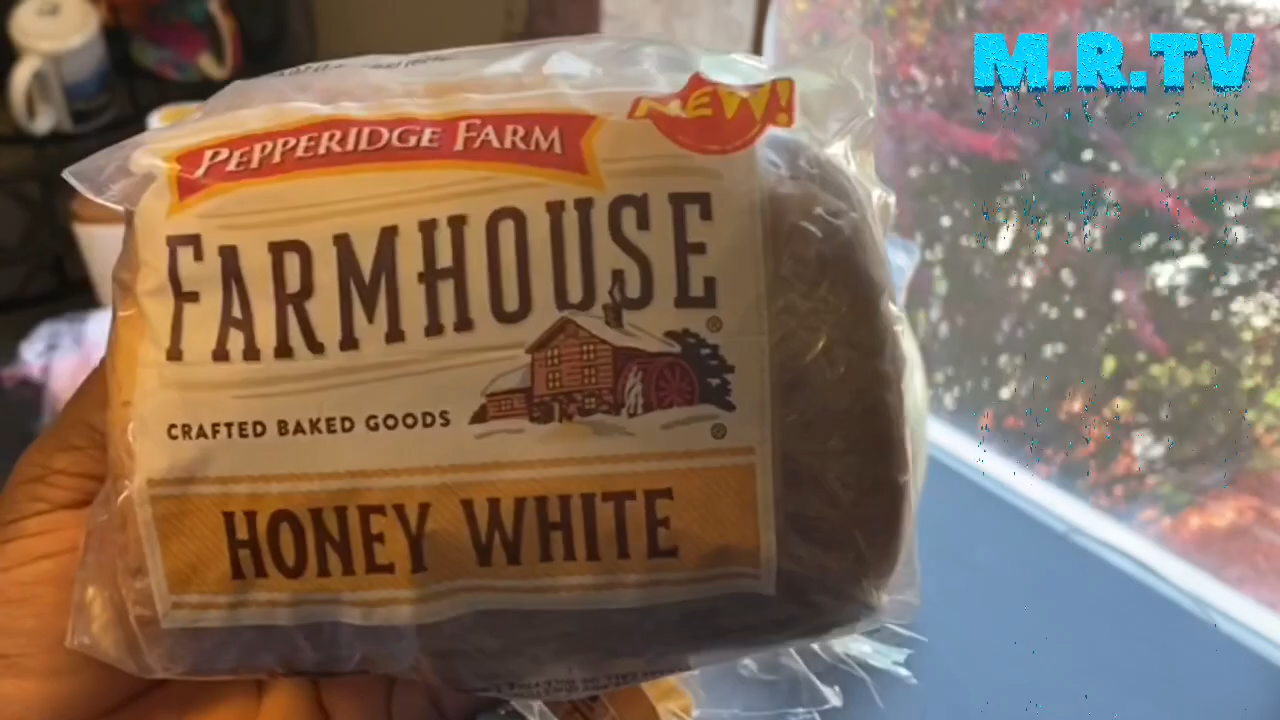 M.R.TV
NEW!
PEPPERIDGE FARM
FARMHOUSE®
CRAFTED BAKED GOODS
®
HONEY WHITE